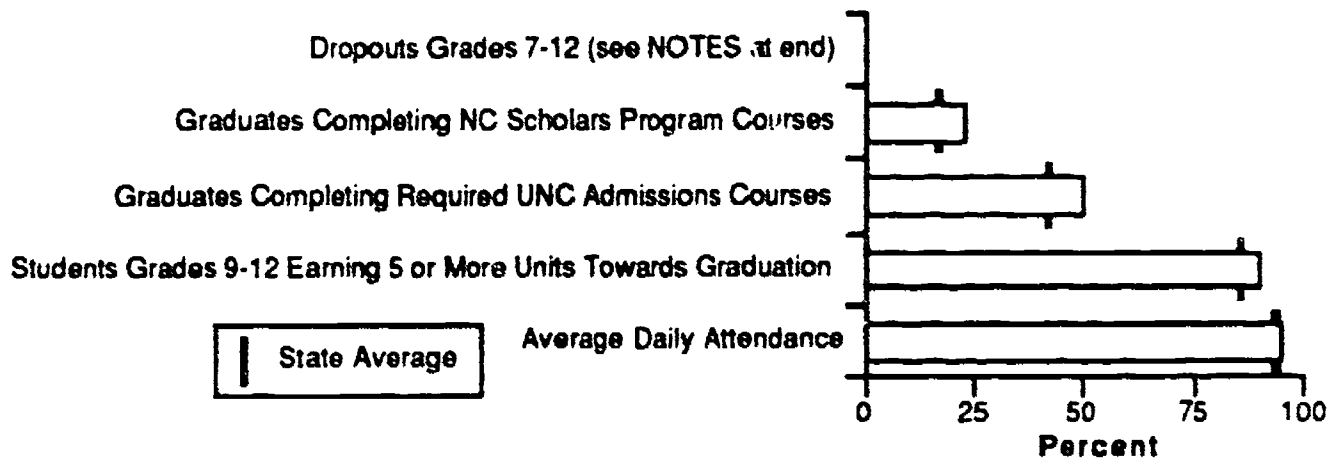 Dropouts Grades 7-12 (see NOTES at end)
Graduates Completing NC Scholars Program Courses
Graduates Completing Required UNC Admissions Courses
Students Grades 9-12 Earning 5 or More Units Towards Graduation
Average Daily Attendance
State Average
0 25 50 75 100
Percent